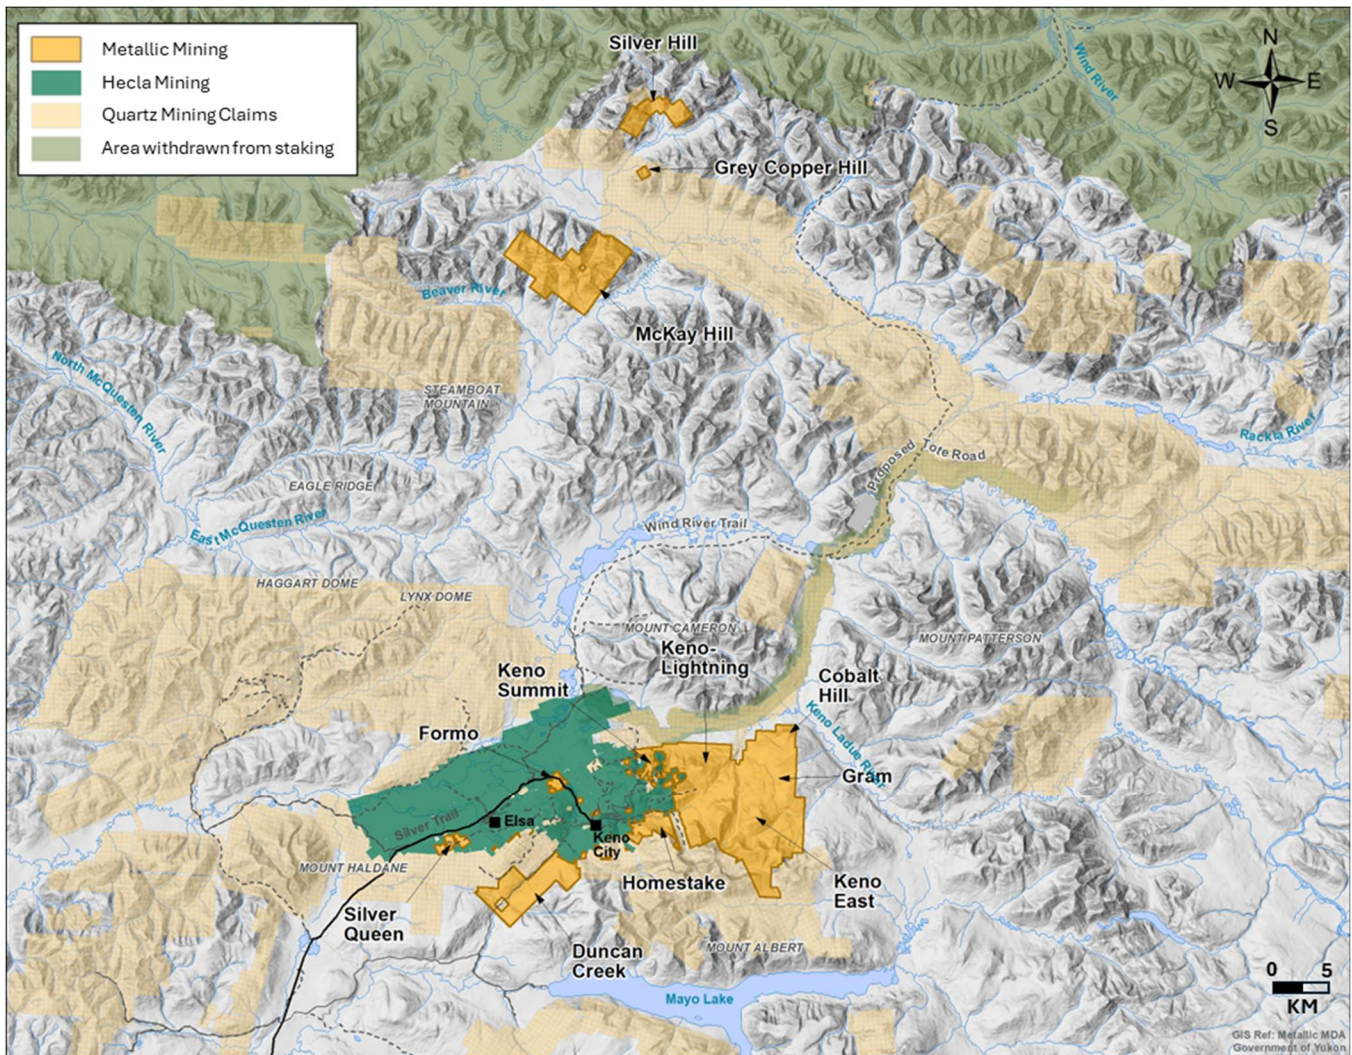 Metallic Mining
Hecla Mining
Quartz Mining Claims
Area withdrawn from staking
Silver Hill
N
W
E
S
Wind River
Grey Copper Hill
Beaver River
McKay Hill
North McQuesten River
STEAMBOAT
MOUNTAIN
Rackla River
Proposed
Tote Road
EAGLE RIDGE
East McQuesten River
Wind River Trail
HAGGART DOME
LYNX DOME
MOUNT CAMERON
MOUNT PATTERSON
Keno-
Lightning
Keno
Summit
Cobalt
Hill
Keno Ladue River
Formo
Gram
Silver Trail
Elsa
Keno
City
MOUNT HALDANE
Homestake
Keno
East
Silver
Queen
Duncan
Creek
MOUNT ALBERT
Mayo Lake
0 5
KM
GIS Ref: Metallic MDA
Government of Yukon